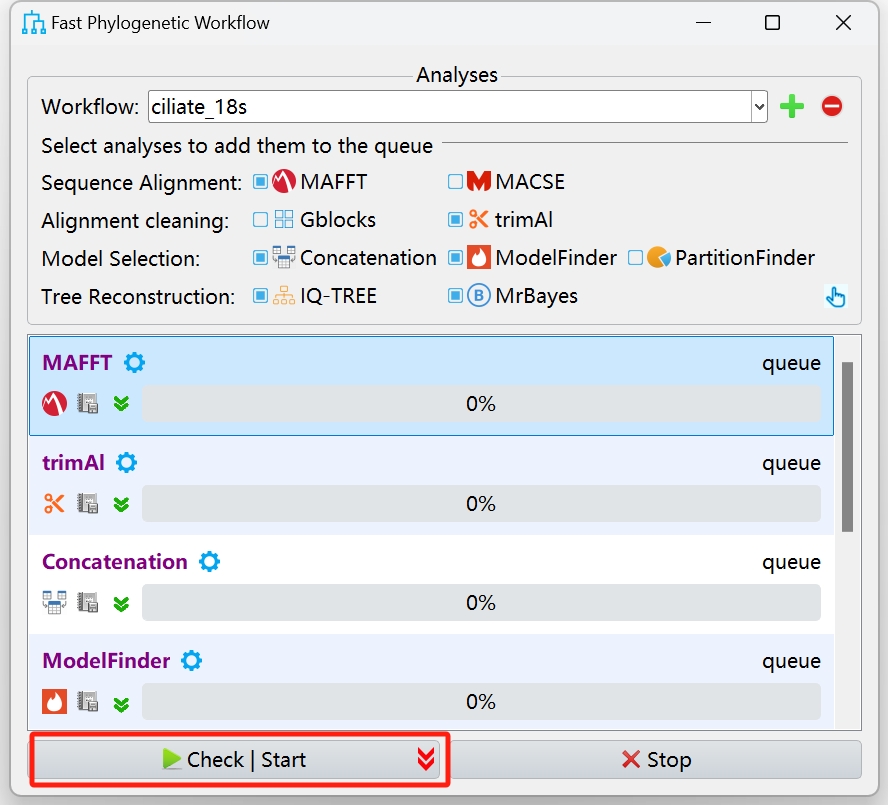 Fast Phylogenetic Workflow
Analyses
Workflow: ciliate_18s
Select analyses to add them to the queue
Sequence Alignment: MAFFT MACSE
Alignment cleaning: Gblocks trimAl
Model Selection: Concatenation ModelFinder PartitionFinder
Tree Reconstruction: IQ-TREE B MrBayes
MAFFT queue
0%
trimAl queue
0%
Concatenation queue
0%
ModelFinder queue
0%
Check | Start Stop